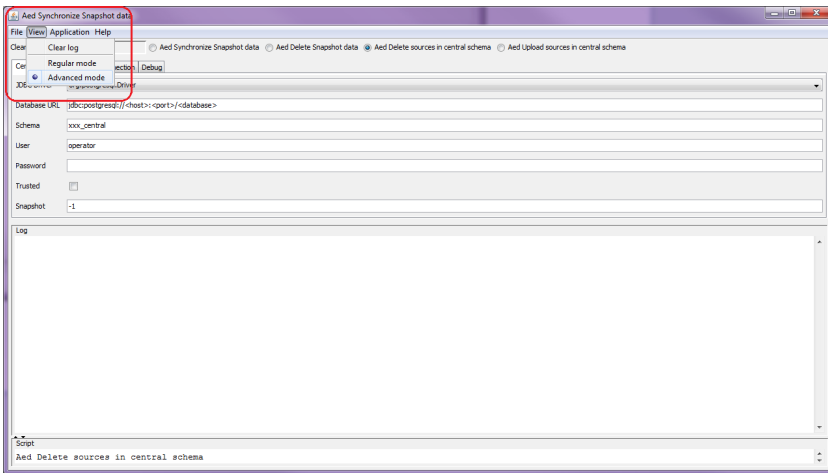 Aed Synchronize Snapshot data
File View Application Help
Clear
Clear log
Aed Synchronize Snapshot data
Aed Delete Snapshot data
Aed Delete sources in central schema
Aed Upload sources in central schema
Regular mode
Advanced mode
Debug
Database URL jdbc:postgresql://<host>:<port>/<database>
Schema xxx_central
User operator
Password
Trusted
Snapshot -1
Log
Script
Aed Delete sources in central schema